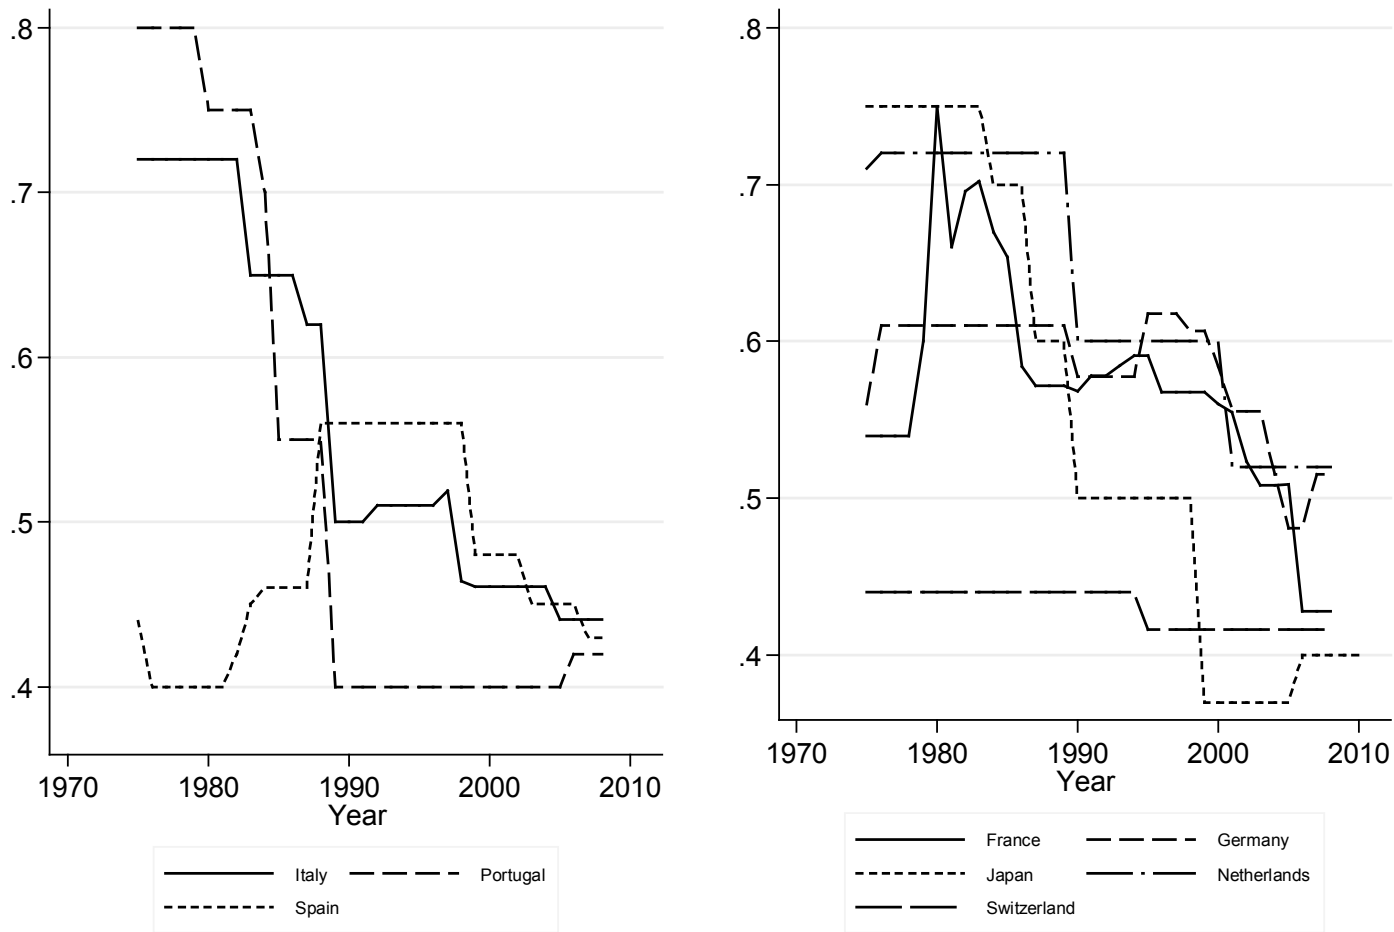 .8
.7
.6
.5
.4
1970 1980 1990 2000 2010
Year
Italy Portugal
Spain
.8
.7
.6
.5
.4
1970 1980 1990 2000 2010
Year
France Germany
Japan Netherlands
Switzerland